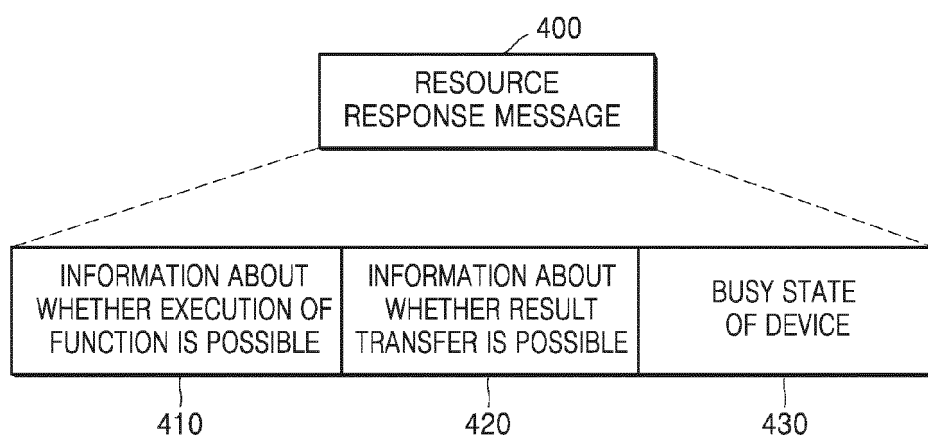 400
RESOURCE
RESPONSE MESSAGE
INFORMATION ABOUT
WHETHER EXECUTION OF
FUNCTION IS POSSIBLE
INFORMATION ABOUT
WHETHER RESULT
TRANSFER IS POSSIBLE
BUSY STATE
OF DEVICE
410
420
430